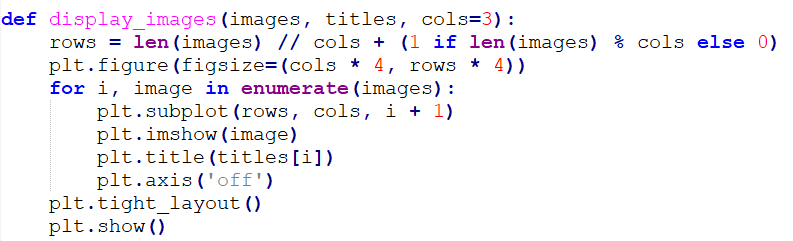 def display_images(images, titles, cols=3):
    rows = len(images) // cols + (1 if len(images) % cols else 0)
    plt.figure(figsize=(cols * 4, rows * 4))
    for i, image in enumerate(images):
        plt.subplot(rows, cols, i + 1)
        plt.imshow(image)
        plt.title(titles[i])
        plt.axis('off')
    plt.tight_layout()
    plt.show()